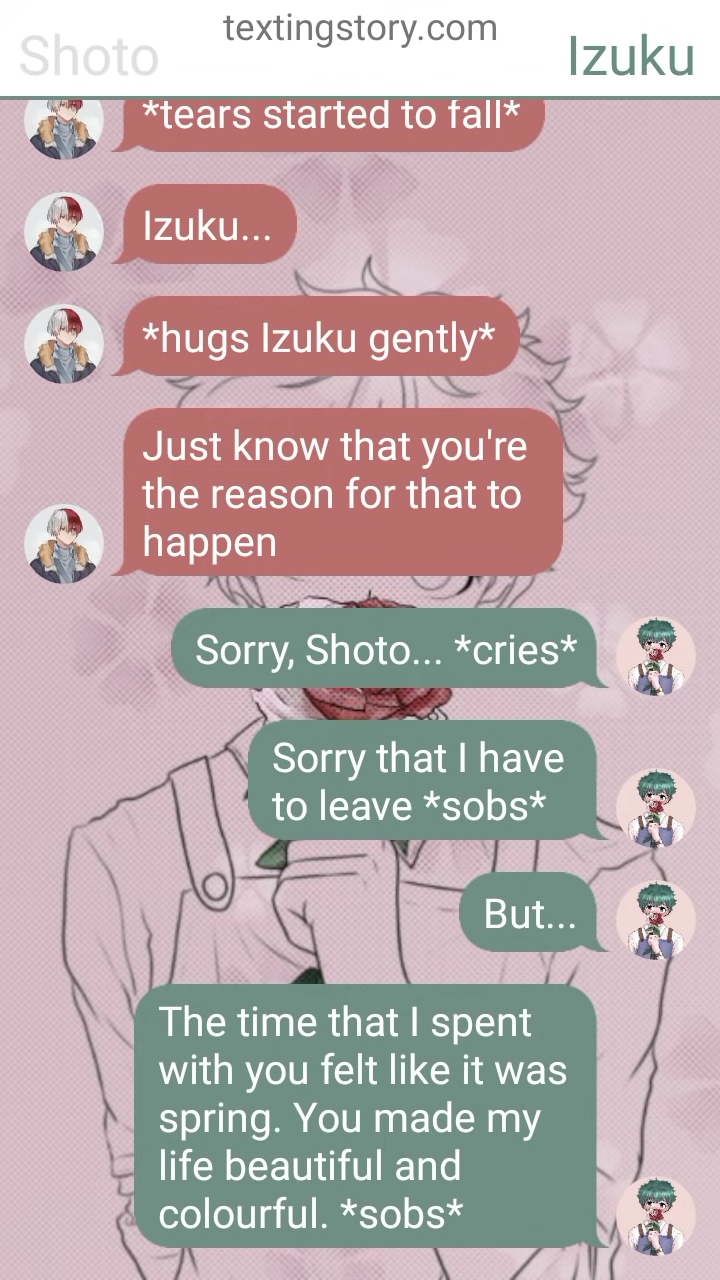 textingstory.com
Shoto
Izuku
*tears started to fall*
Izuku...
*hugs Izuku gently*
Just know that you're
the reason for that to
happen
Sorry, Shoto... *cries*
Sorry that I have
to leave *sobs*
But...
The time that I spent
with you felt like it was
spring. You made my
life beautiful and
colourful. *sobs*